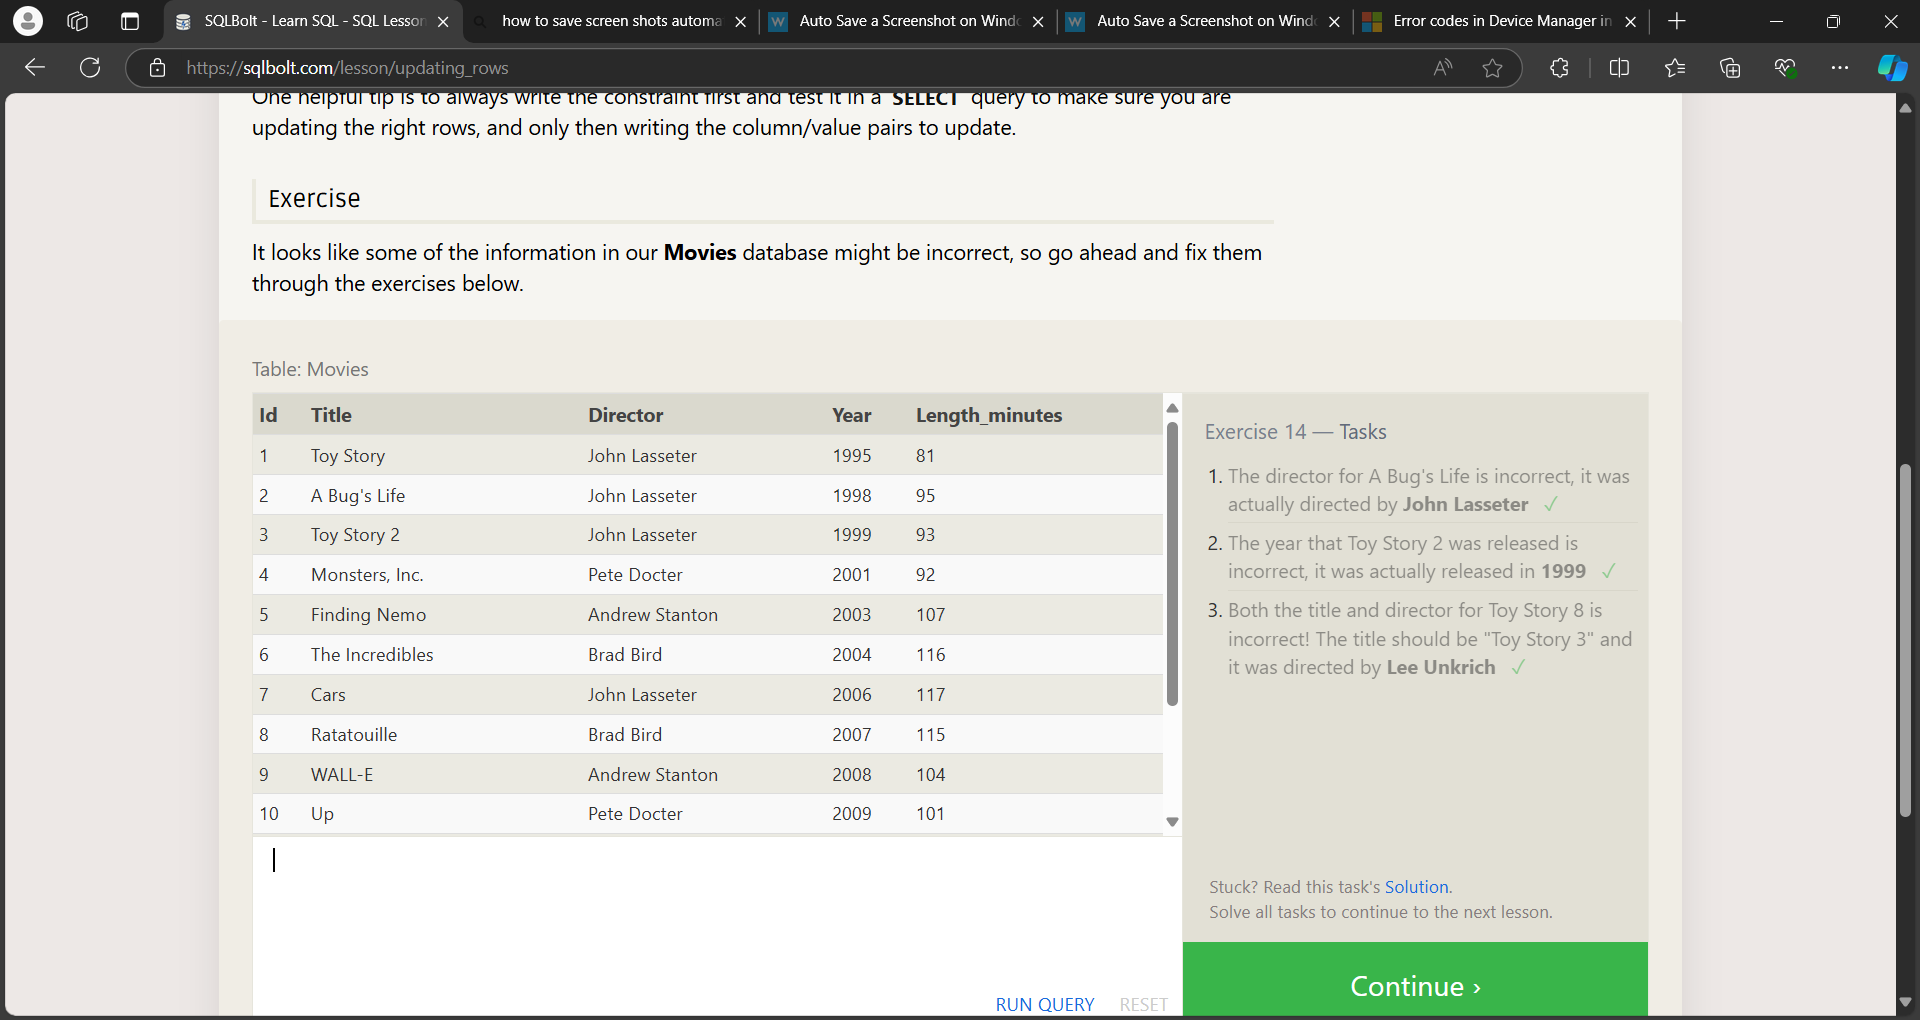 SQLBolt - Learn SQL - SQL Lesson
how to save screen shots automa
Auto Save a Screenshot on Windo
Auto Save a Screenshot on Windo
Error codes in Device Manager in
https://sqlbolt.com/lesson/updating_rows
One helpful tip is to always write the constraint first and test it in a SELECT query to make sure you are
updating the right rows, and only then writing the column/value pairs to update.
Exercise
It looks like some of the information in our Movies database might be incorrect, so go ahead and fix them
through the exercises below.
Table: Movies
Id Title Director Year Length_minutes
1 Toy Story John Lasseter 1995 81
2 A Bug's Life John Lasseter 1998 95
3 Toy Story 2 John Lasseter 1999 93
4 Monsters, Inc. Pete Docter 2001 92
5 Finding Nemo Andrew Stanton 2003 107
6 The Incredibles Brad Bird 2004 116
7 Cars John Lasseter 2006 117
8 Ratatouille Brad Bird 2007 115
9 WALL-E Andrew Stanton 2008 104
10 Up Pete Docter 2009 101
RUN QUERY RESET
Exercise 14 — Tasks
1. The director for A Bug's Life is incorrect, it was
actually directed by John Lasseter ✓
2. The year that Toy Story 2 was released is
incorrect, it was actually released in 1999 ✓
3. Both the title and director for Toy Story 8 is
incorrect! The title should be "Toy Story 3" and
it was directed by Lee Unkrich ✓
Stuck? Read this task's Solution.
Solve all tasks to continue to the next lesson.
Continue ›